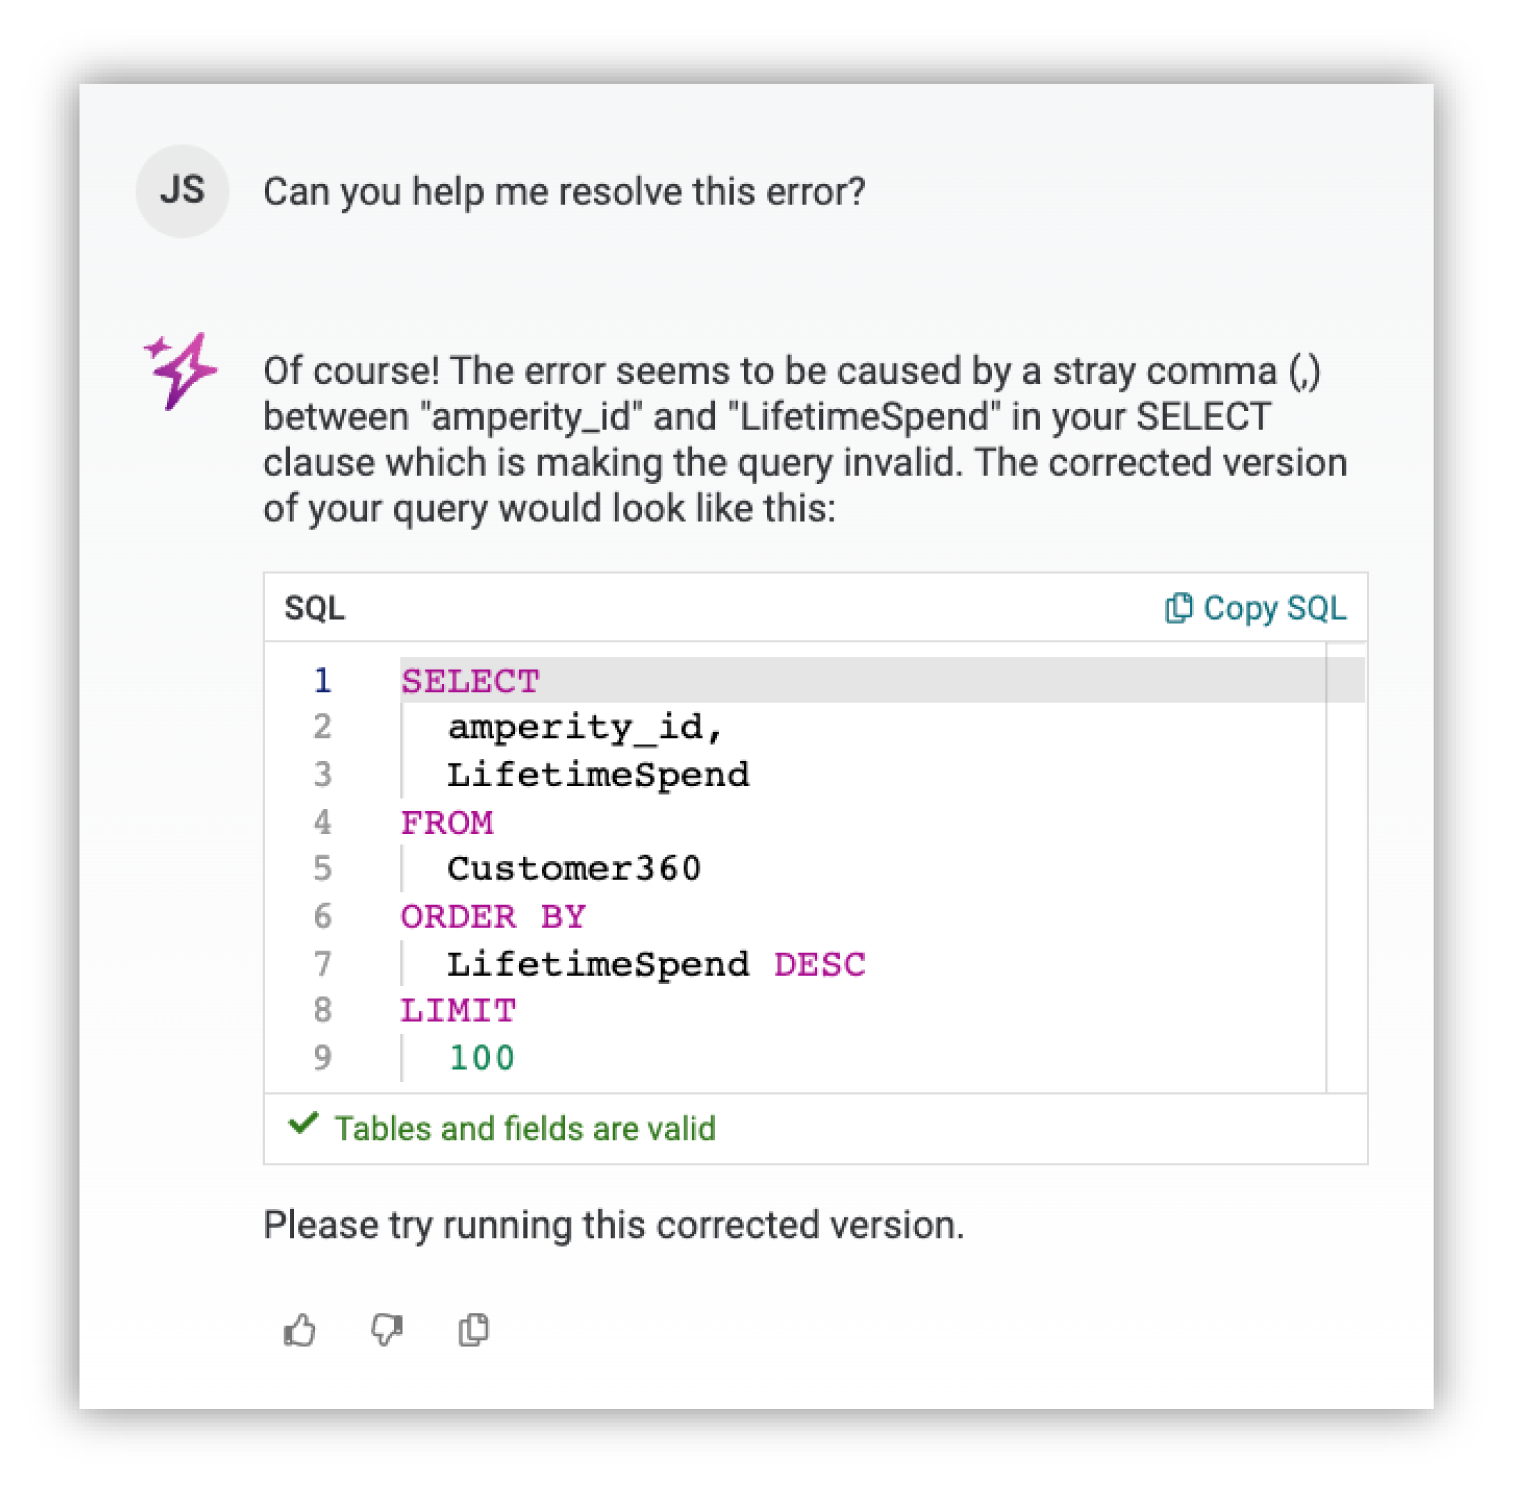 JS
Can you help me resolve this error?
Of course! The error seems to be caused by a stray comma (,)
between "amperity_id" and "LifetimeSpend" in your SELECT
clause which is making the query invalid. The corrected version
of your query would look like this:
SQL
Copy SQL
1 SELECT
2 amperity_id,
3 LifetimeSpend
4 FROM
5 Customer360
6 ORDER BY
7 LifetimeSpend DESC
8 LIMIT
9 100
Tables and fields are valid
Please try running this corrected version.